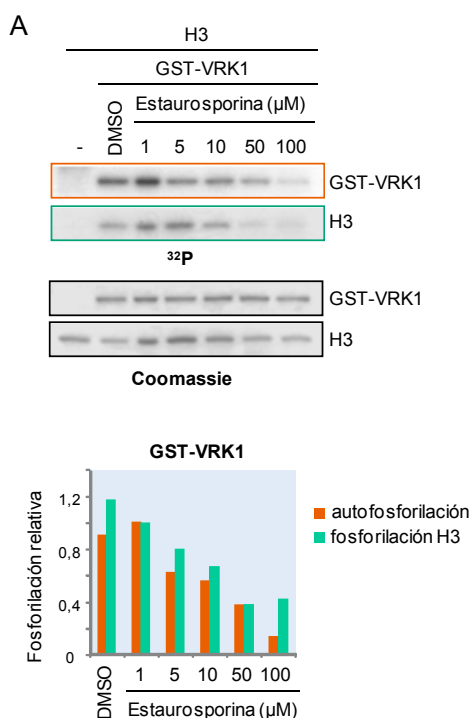 A
H3
GST-VRK1
Estaurosporina (µM)
- DMSO 1 5 10 50 100
GST-VRK1
H3
³²P
GST-VRK1
H3
Coomassie
GST-VRK1
Fosforilación relativa
1,2
0,8
0,4
0
autofosforilación
fosforilación H3
DMSO 1 5 10 50 100
Estaurosporina (µM)